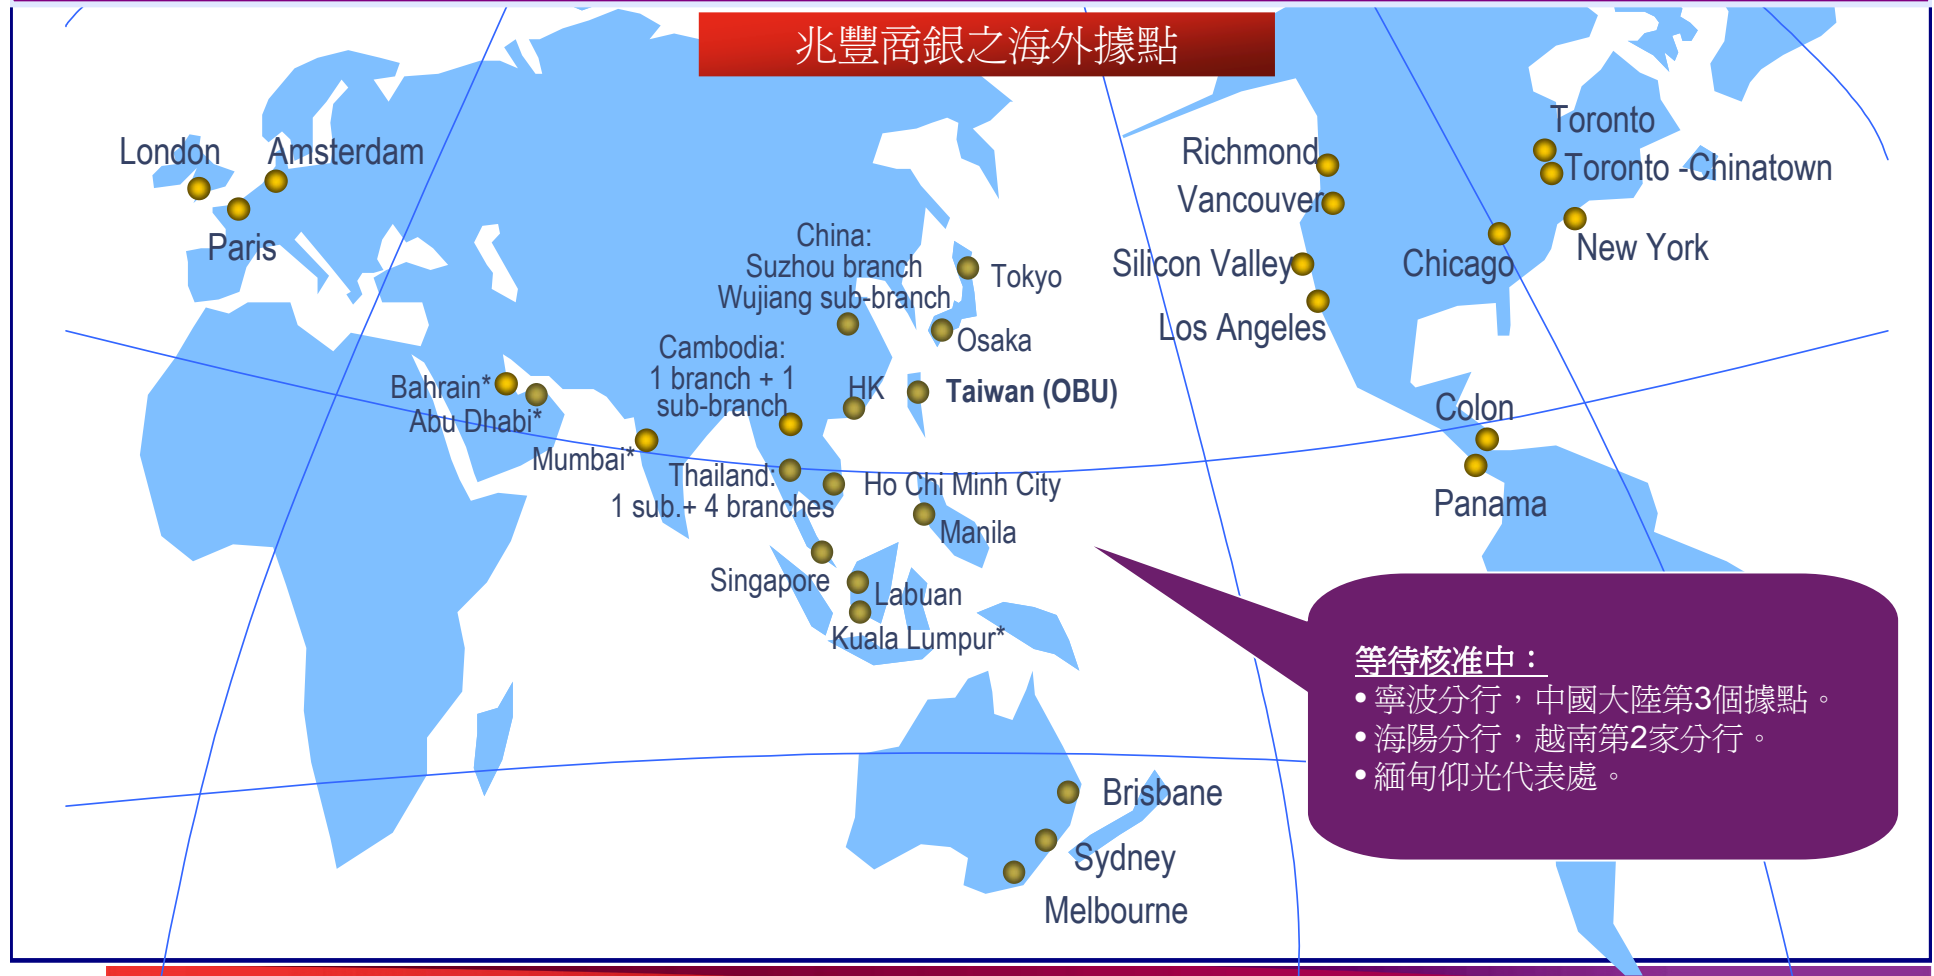 兆豐商銀之海外據點
London
Amsterdam
Paris
Richmond
Vancouver
Silicon Valley
Los Angeles
Chicago
Toronto
Toronto -Chinatown
New York
China:
Suzhou branch
Wujiang sub-branch
Tokyo
Osaka
Cambodia:
1 branch + 1
sub-branch
HK
Taiwan (OBU)
Bahrain*
Abu Dhabi*
Mumbai*
Thailand:
1 sub.+ 4 branches
Ho Chi Minh City
Manila
Singapore
Labuan
Kuala Lumpur*
Colon
Panama
Brisbane
Sydney
Melbourne
等待核准中：
• 寧波分行，中國大陸第3個據點。
• 海陽分行，越南第2家分行。
• 緬甸仰光代表處。